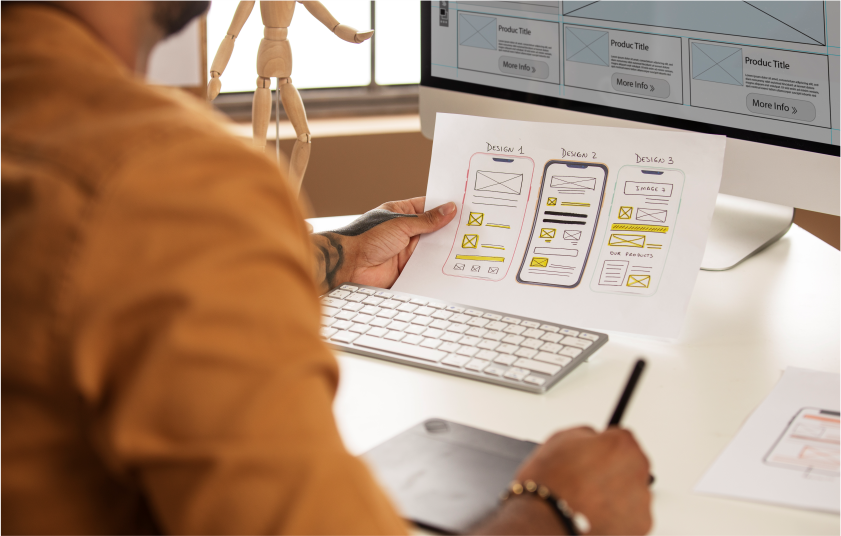 Produc Title
More Info »
Produc Title
More Info »
Produc Title
More Info »
DESIGN 1
DESIGN 2
DESIGN 3
IMAGE 2
OUR PRODUCTS